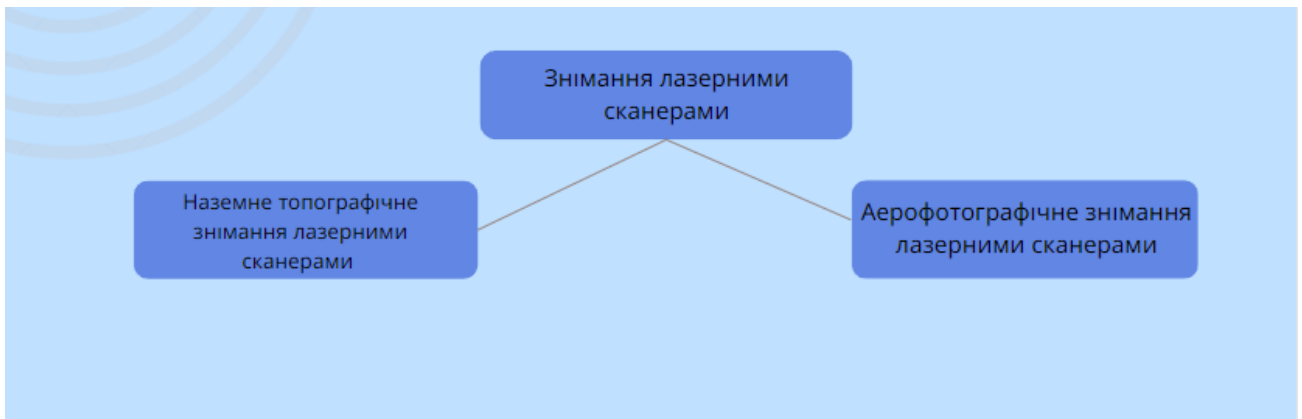 Знімання лазерними
сканерами
Наземне топографічне
знімання лазерними
сканерами
Аерофотографічне знімання
лазерними сканерами